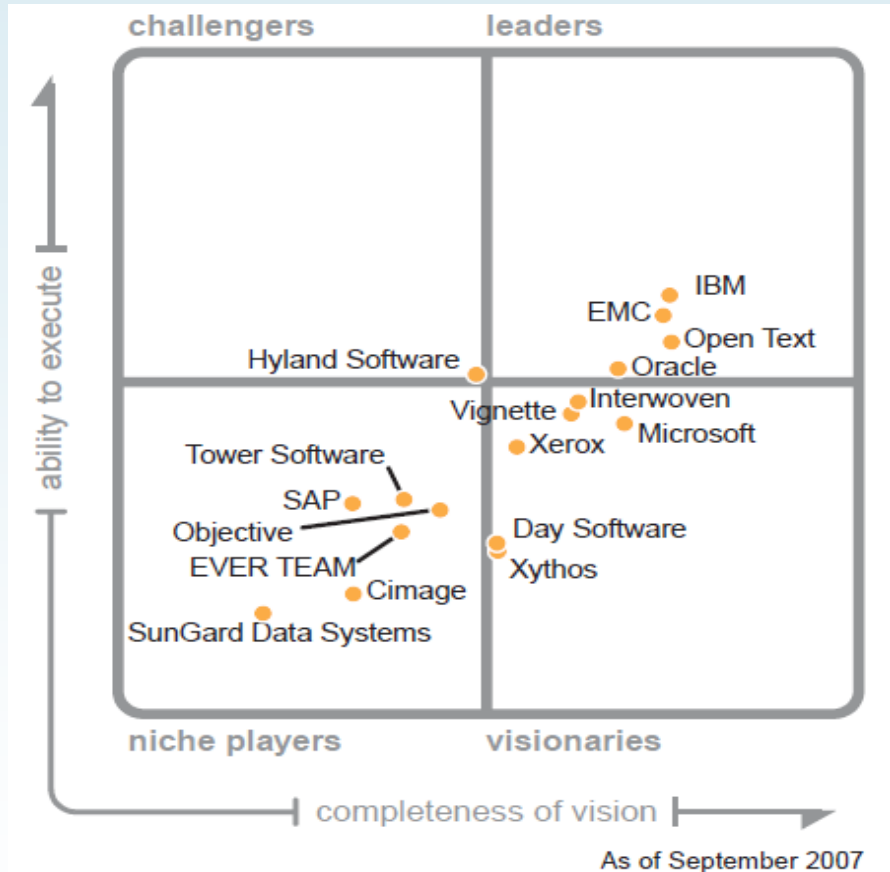 challengers
leaders
ability to execute
IBM
EMC
Open Text
Hyland Software
Oracle
Interwoven
Vignette
Microsoft
Xerox
Tower Software
SAP
Objective
Day Software
EVER TEAM
Xythos
Cimage
SunGard Data Systems
niche players
visionaries
completeness of vision
As of September 2007